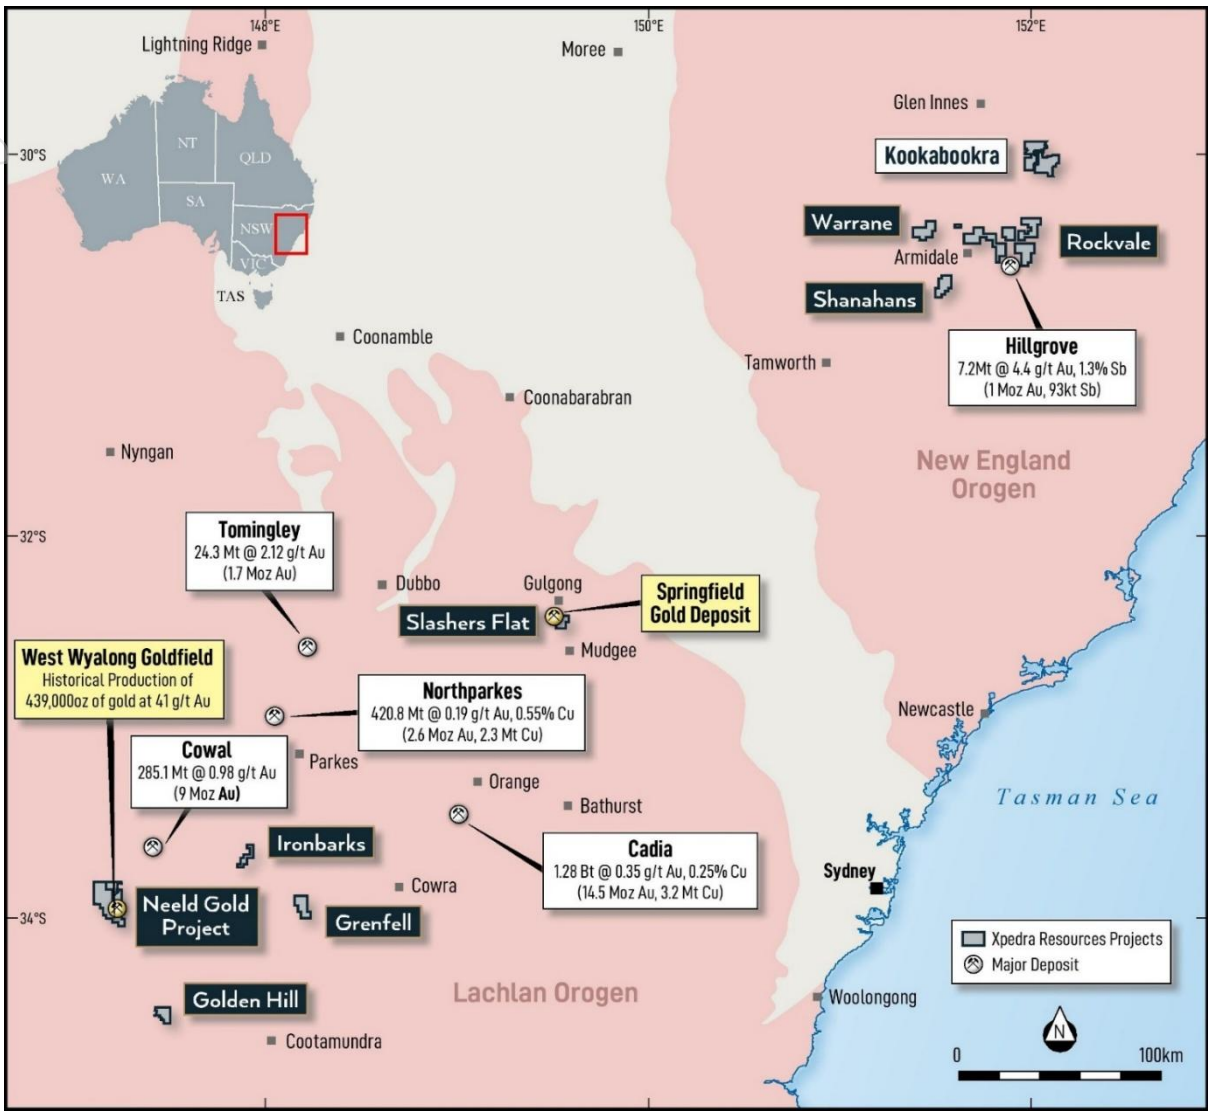 148°E
150°E
152°E
Lightning Ridge
Moree
Glen Innes
30°S
Kookabookra
NT
QLD
WA
SA
NSW
VIC
TAS
Warrane
Rockvale
Armidale
Shanahans
Coonamble
Hillgrove
7.2Mt @ 4.4 g/t Au, 1.3% Sb
(1 Moz Au, 93kt Sb)
Tamworth
Coonabarabran
Nyngan
New England
Orogen
32°S
Tomingley
24.3 Mt @ 2.12 g/t Au
(1.7 Moz Au)
Dubbo
Gulgong
Springfield
Gold Deposit
Slashers Flat
Mudgee
West Wyalong Goldfield
Historical Production of
439,000oz of gold at 41 g/t Au
Northparkes
420.8 Mt @ 0.19 g/t Au, 0.55% Cu
(2.6 Moz Au, 2.3 Mt Cu)
Newcastle
Cowal
285.1 Mt @ 0.98 g/t Au
(9 Moz Au)
Parkes
Orange
Bathurst
Tasman Sea
Ironbarks
Cadia
1.28 Bt @ 0.35 g/t Au, 0.25% Cu
(14.5 Moz Au, 3.2 Mt Cu)
Sydney
Cowra
34°S
Neeld Gold
Project
Grenfell
Xpedra Resources Projects
Major Deposit
Golden Hill
Lachlan Orogen
Woolongong
N
Cootamundra
0
100km